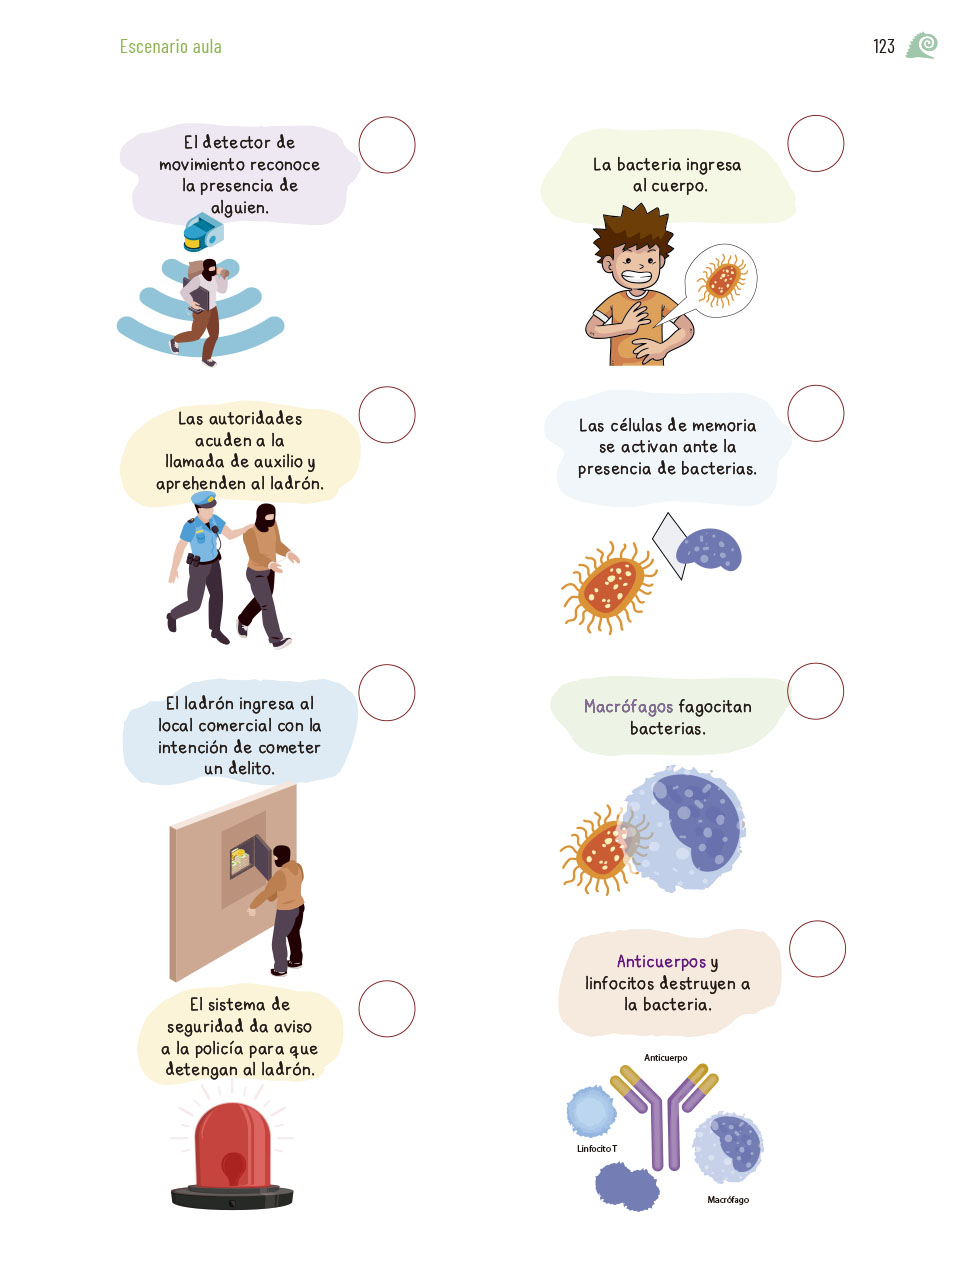 Escenario aula
123
El detector de
movimiento reconoce
la presencia de
alguien.
La bacteria ingresa
al cuerpo.
Las autoridades
acuden a la
llamada de auxilio y
aprehenden al ladrón.
Las células de memoria
se activan ante la
presencia de bacterias.
El ladrón ingresa al
local comercial con la
intención de cometer
un delito.
Macrófagos fagocitan
bacterias.
El sistema de
seguridad da aviso
a la policía para que
detengan al ladrón.
Anticuerpos y
linfocitos destruyen a
la bacteria.
Anticuerpo
Linfocito T
Macrófago